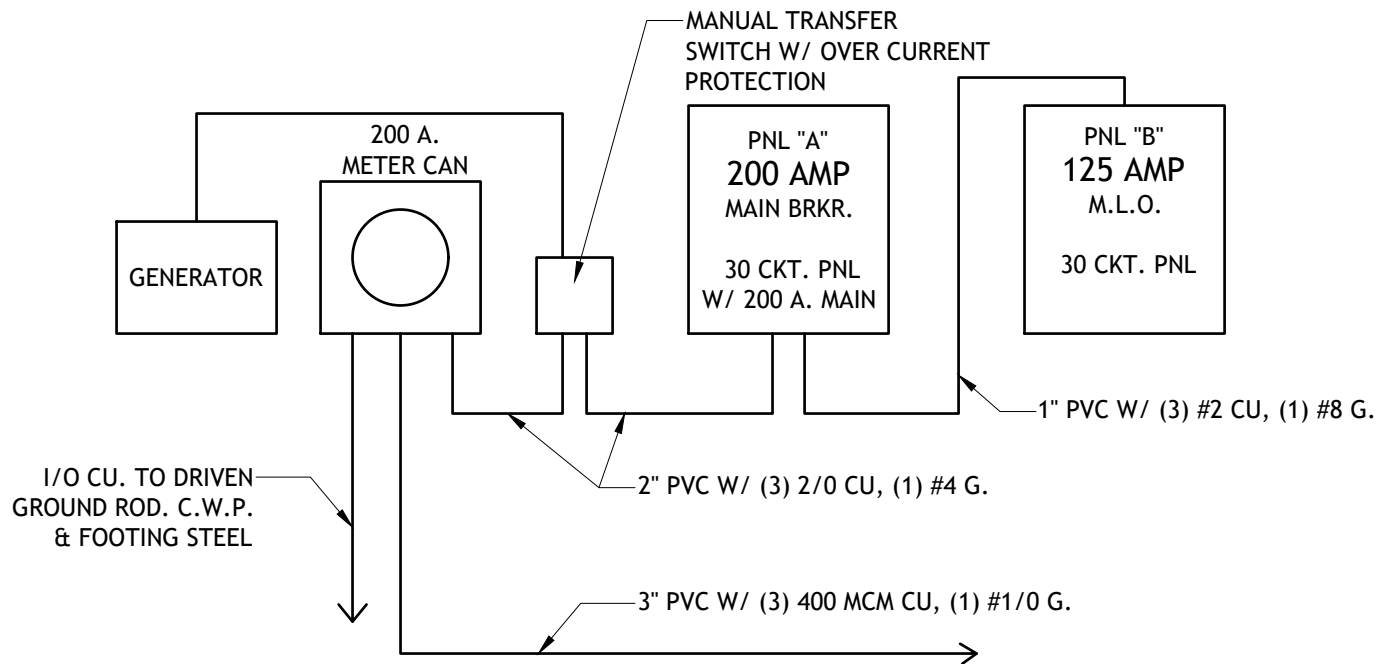 MANUAL TRANSFER
SWITCH W/ OVER CURRENT
PROTECTION
200 A.
METER CAN
GENERATOR
PNL "A"
200 AMP
MAIN BRKR.
30 CKT. PNL
W/ 200 A. MAIN
PNL "B"
125 AMP
M.L.O.
30 CKT. PNL
1" PVC W/ (3) #2 CU, (1) #8 G.
I/O CU. TO DRIVEN
GROUND ROD. C.W.P.
& FOOTING STEEL
2" PVC W/ (3) 2/0 CU, (1) #4 G.
3" PVC W/ (3) 400 MCM CU, (1) #1/0 G.